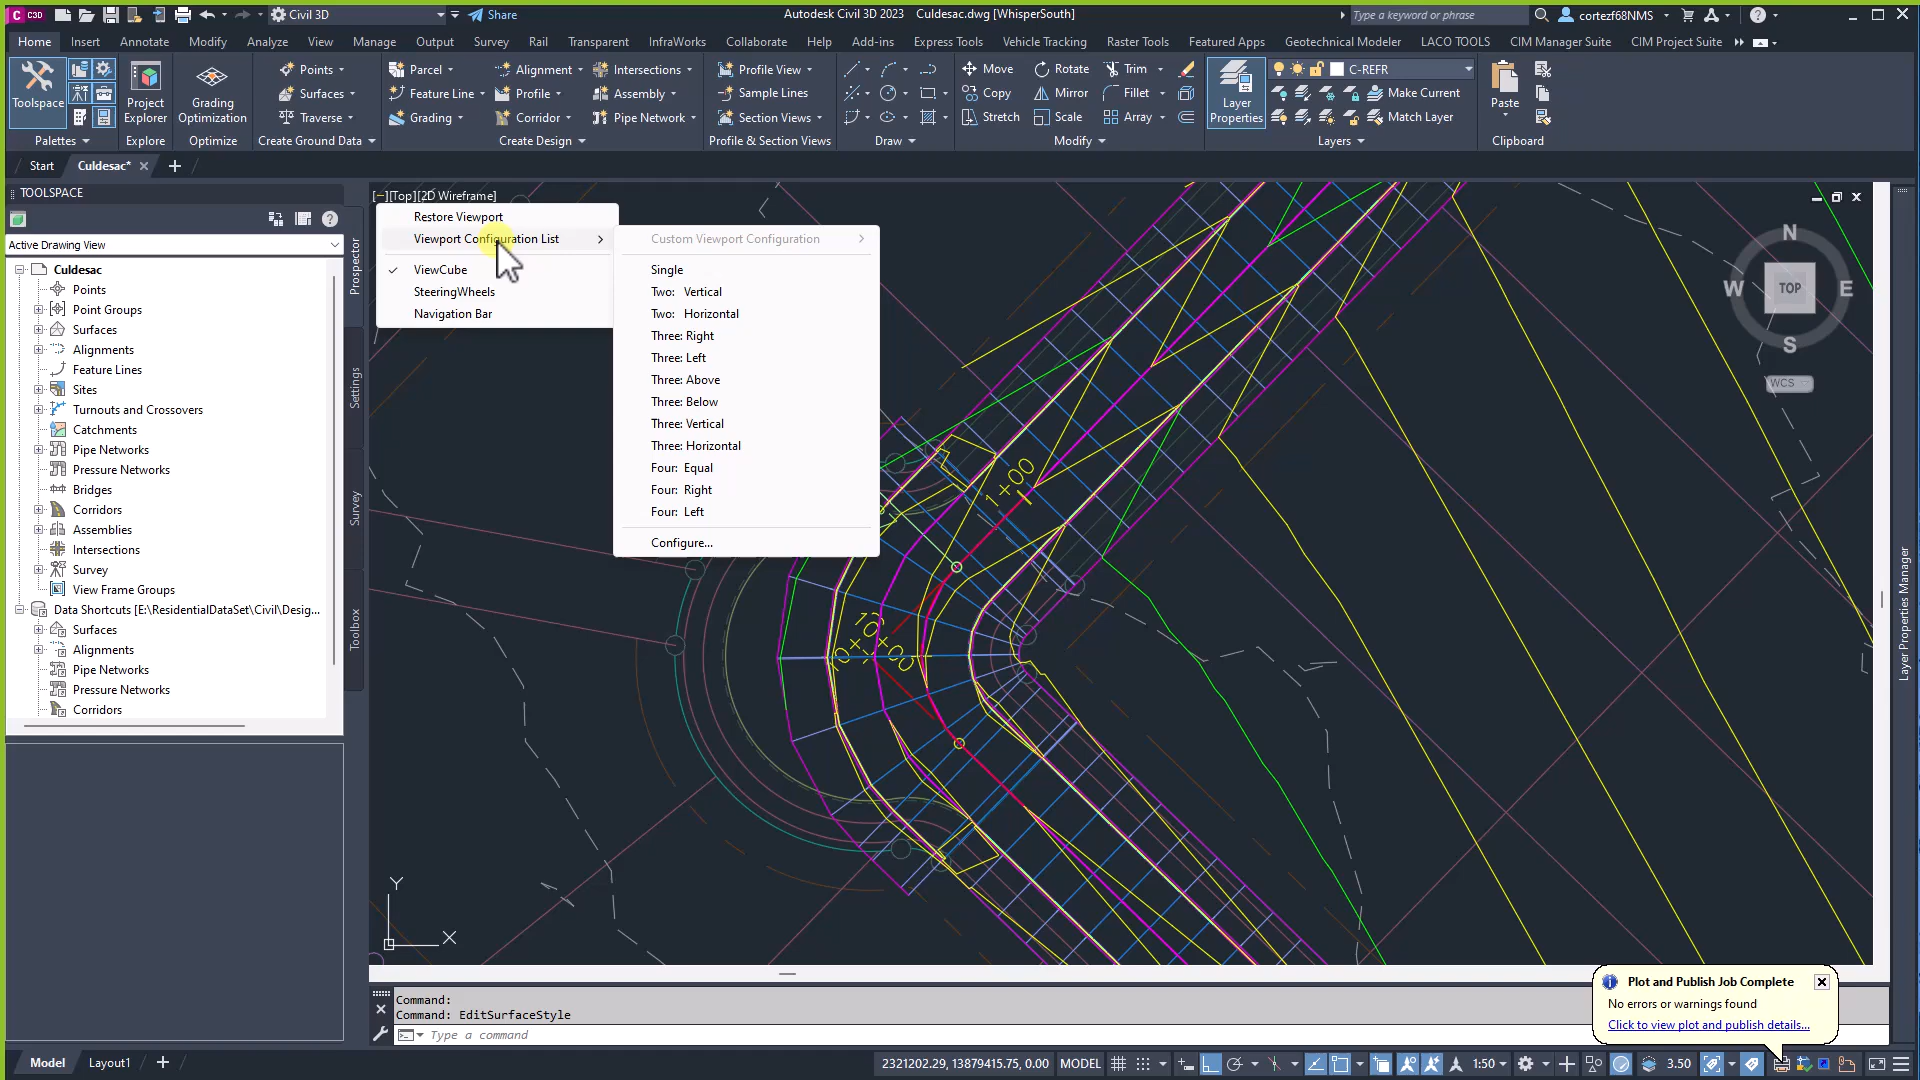 C3D Civil 3D Share Autodesk Civil 3D 2023 Culdesac.dwg [WhisperSouth] Type a keyword or phrase cortezf68NMS
Home Insert Annotate Modify Analyze View Manage Output Survey Rail Transparent InfraWorks Collaborate Help Add-ins Express Tools Vehicle Tracking Raster Tools Featured Apps Geotechnical Modeler LACO TOOLS CIM Manager Suite CIM Project Suite
Points Parcel Alignment Intersections Profile View Move Rotate Trim C-REFR
Surfaces Feature Line Profile Assembly Sample Lines Copy Mirror Fillet Make Current
Traverse Grading Corridor Pipe Network Section Views Stretch Scale Array Match Layer
Toolspace
Project Explorer
Grading Optimization
Layer Properties
Paste
Palettes Explore Optimize Create Ground Data Create Design Profile & Section Views Draw Modify Layers Clipboard
Start Culdesac*
TOOLSPACE
Active Drawing View
Culdesac
Points
Point Groups
Surfaces
Alignments
Feature Lines
Sites
Turnouts and Crossovers
Catchments
Pipe Networks
Pressure Networks
Bridges
Corridors
Assemblies
Intersections
Survey
View Frame Groups
Data Shortcuts [E:\ResidentialDataSet\Civil\Desig...
Surfaces
Alignments
Pipe Networks
Pressure Networks
Corridors
Prospector
Settings
Survey
Toolbox
[−][Top][2D Wireframe]
Restore Viewport
Viewport Configuration List
ViewCube
SteeringWheels
Navigation Bar
Custom Viewport Configuration
Single
Two: Vertical
Two: Horizontal
Three: Right
Three: Left
Three: Above
Three: Below
Three: Vertical
Three: Horizontal
Four: Equal
Four: Right
Four: Left
Configure...
1+00
N
W TOP E
S
WCS
Y
X
Layer Properties Manager
Command:
Command: EditSurfaceStyle
Type a command
Plot and Publish Job Complete
No errors or warnings found
Click to view plot and publish details...
Model Layout1 2321202.29, 13879415.75, 0.00 MODEL 1:50 3.50